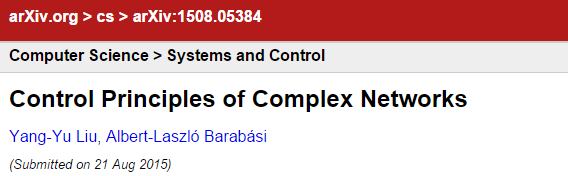 arXiv.org > cs > arXiv:1508.05384
Computer Science > Systems and Control
Control Principles of Complex Networks
Yang-Yu Liu, Albert-Laszló Barabási
(Submitted on 21 Aug 2015)